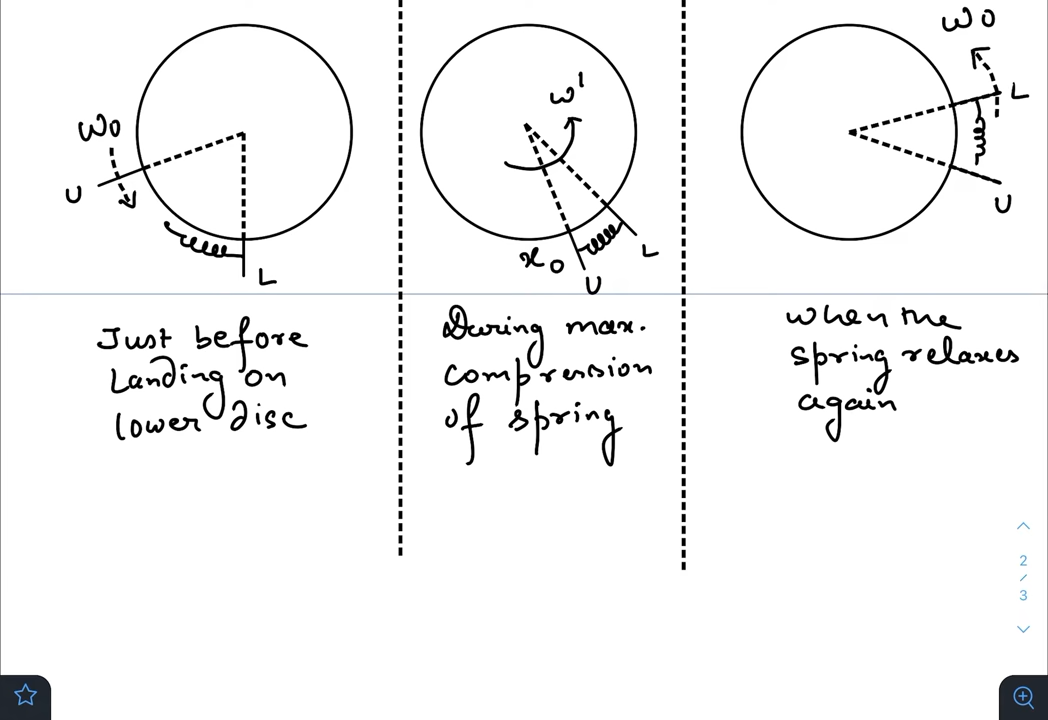 ω0
U
L
ω'
x0
U
L
ω0
L
U
Just before
Landing on
lower disc
During max.
compression
of spring
when the
spring relaxes
again
2
/
3